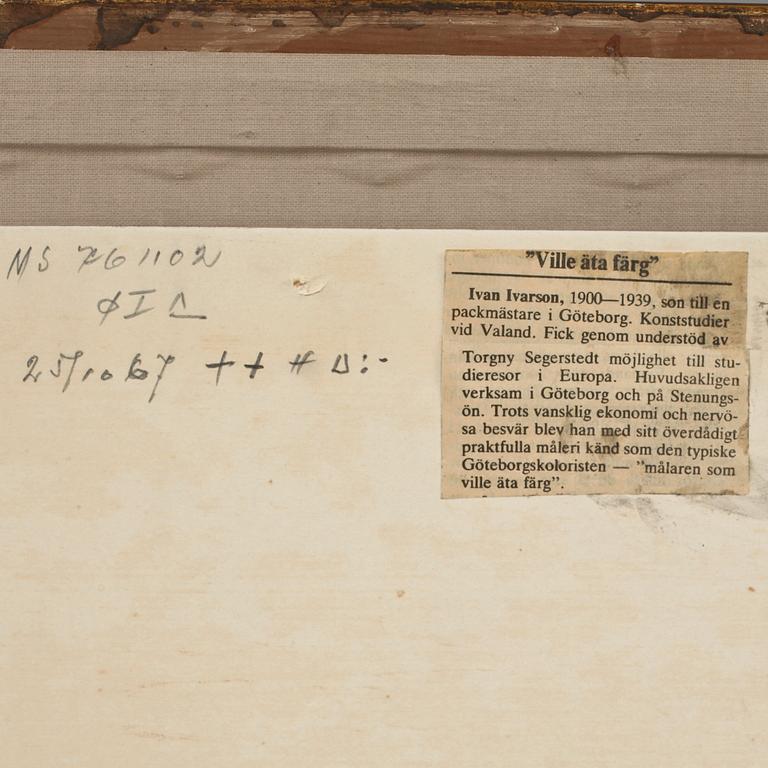 MS 761102
ΦIΔ
25/10 67 ++ # Δ:-
"Ville äta färg"
Ivan Ivarson, 1900—1939, son till en
packmästare i Göteborg. Konststudier
vid Valand. Fick genom understöd av
Torgny Segerstedt möjlighet till stu-
dieresor i Europa. Huvudsakligen
verksam i Göteborg och på Stenungs-
ön. Trots vansklig ekonomi och nervö-
sa besvär blev han med sitt överdådigt
praktfulla måleri känd som den typiske
Göteborgskoloristen — "målaren som
ville äta färg".